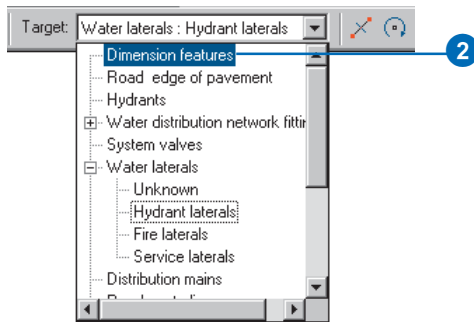 Target: Water laterals : Hydrant laterals
Dimension features
2
Road edge of pavement
Hydrants
Water distribution network
System valves
Water laterals
Unknown
Hydrant laterals
Fire laterals
Service laterals
Distribution mains